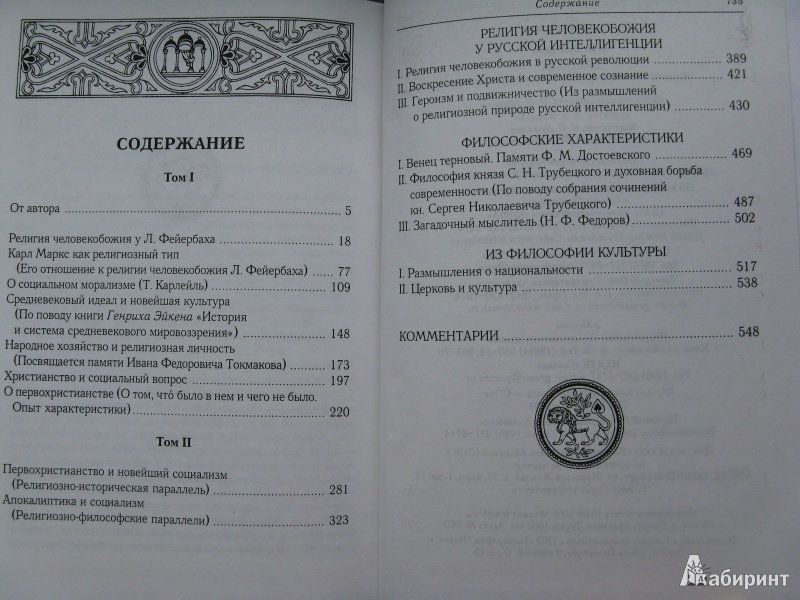 СОДЕРЖАНИЕ
Том I
От автора 5
Религия человекобожия у Л. Фейербаха 18
Карл Маркс как религиозный тип
(Его отношение к религии человекобожия Л. Фейербаха) 77
О социальном морализме (Т. Карлейль) 109
Средневековый идеал и новейшая культура
(По поводу книги Генриха Эйкена «История
и система средневекового мировоззрения») 148
Народное хозяйство и религиозная личность
(Посвящается памяти Ивана Федоровича Токмакова) 173
Христианство и социальный вопрос 197
О первохристианстве (О том, что́ было в нем и чего не было.
Опыт характеристики) 220
Том II
Первохристианство и новейший социализм
(Религиозно-историческая параллель) 281
Апокалиптика и социализм
(Религиозно-философские параллели) 323
Содержание 735
РЕЛИГИЯ ЧЕЛОВЕКОБОЖИЯ
У РУССКОЙ ИНТЕЛЛИГЕНЦИИ
I. Религия человекобожия в русской революции 389
II. Воскресение Христа и современное сознание 421
III. Героизм и подвижничество (Из размышлений
о религиозной природе русской интеллигенции) 430
ФИЛОСОФСКИЕ ХАРАКТЕРИСТИКИ
I. Венец терновый. Памяти Ф. М. Достоевского 469
II. Философия князя С. Н. Трубецкого и духовная борьба
современности (По поводу собрания сочинений
кн. Сергея Николаевича Трубецкого) 487
III. Загадочный мыслитель (Н. Ф. Федоров) 502
ИЗ ФИЛОСОФИИ КУЛЬТУРЫ
I. Размышления о национальности 517
II. Церковь и культура 538
КОММЕНТАРИИ 548
Лабиринт